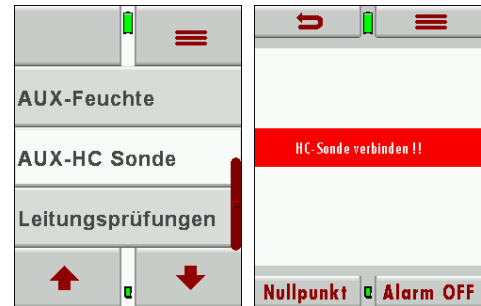 AUX-Feuchte
AUX-HC Sonde
Leitungsprüfungen
HC-Sonde verbinden !!
Nullpunkt
Alarm OFF